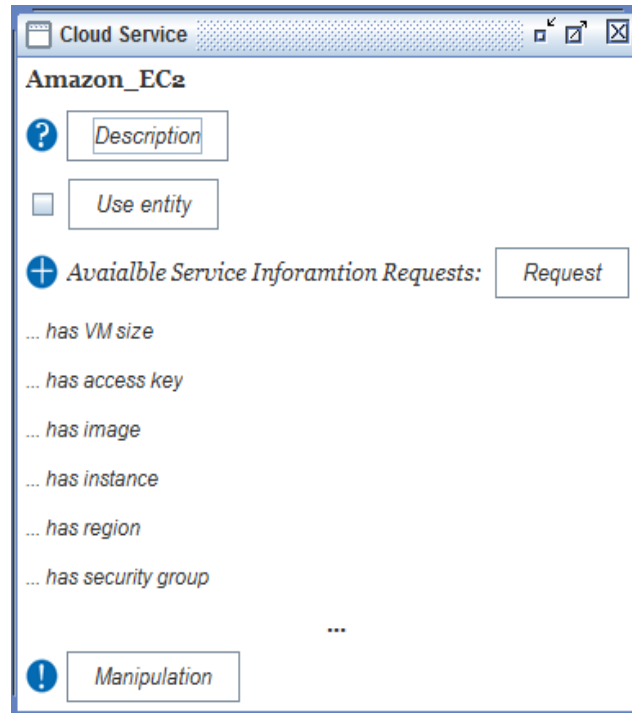 Cloud Service
Amazon_EC2
Description
Use entity
Avaialble Service Inforamtion Requests: Request
... has VM size
... has access key
... has image
... has instance
... has region
... has security group
...
Manipulation